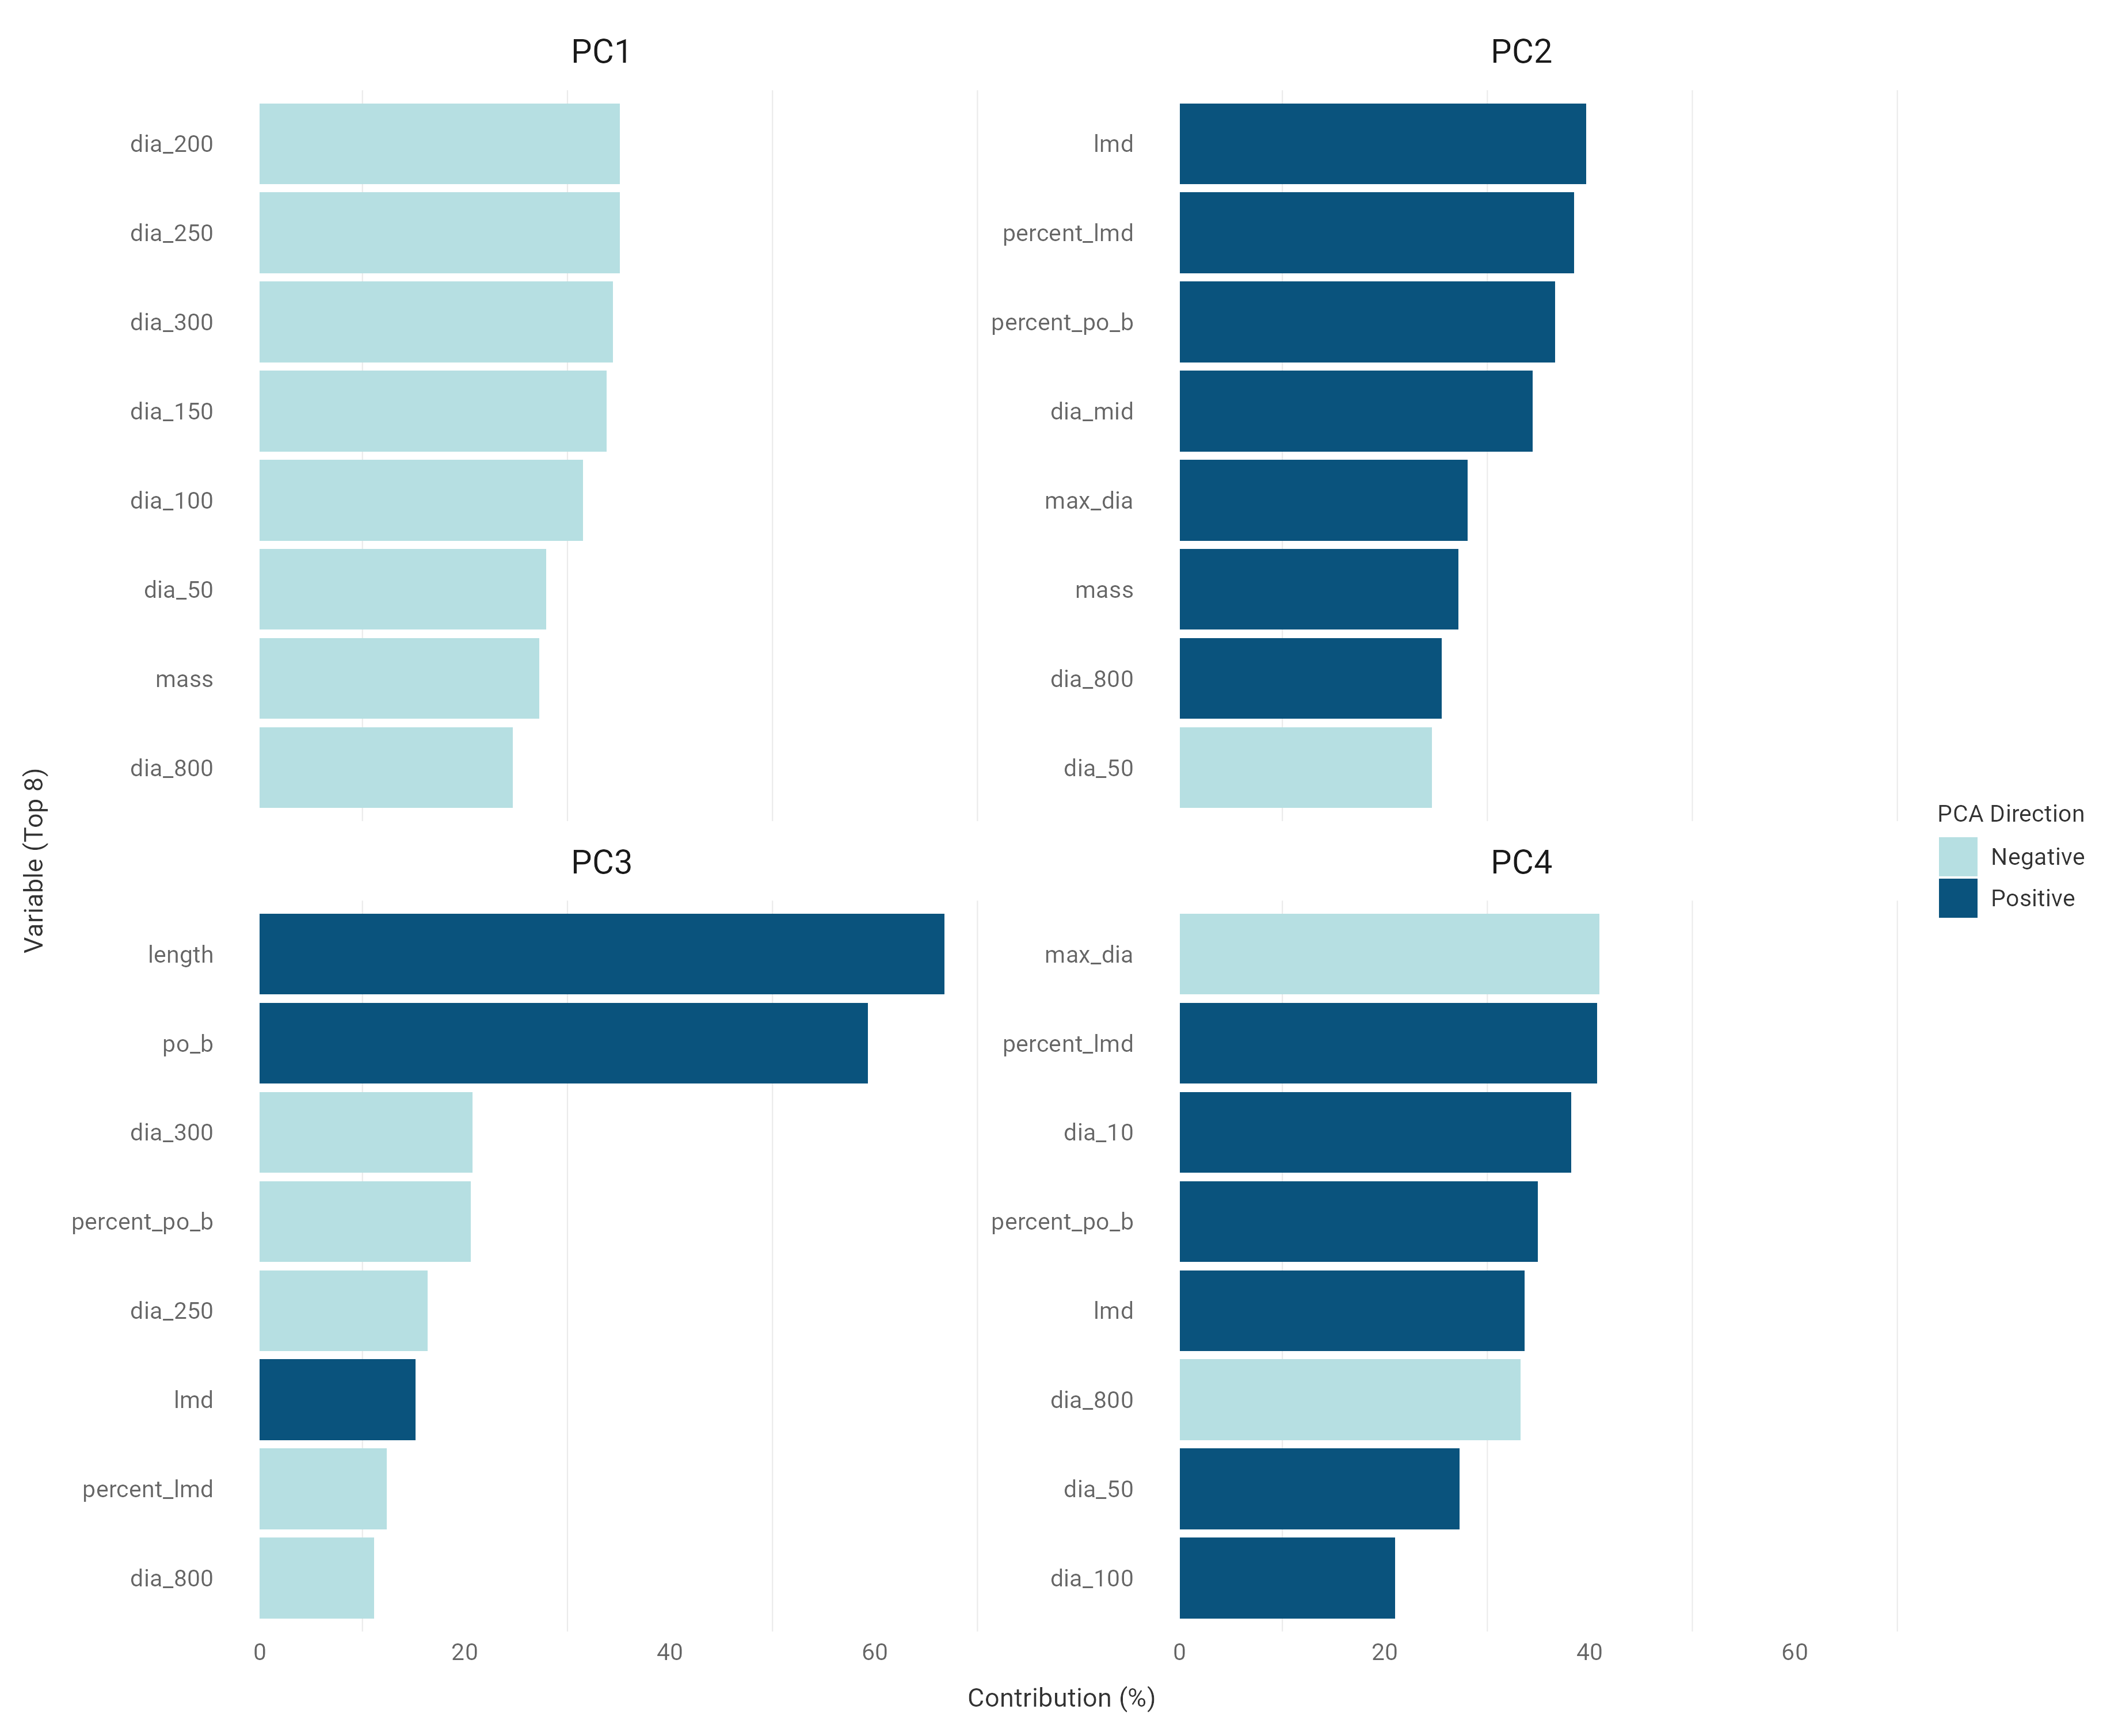 PC1
dia_200
dia_250
dia_300
dia_150
dia_100
dia_50
mass
dia_800
PC2
lmd
percent_lmd
percent_po_b
dia_mid
max_dia
mass
dia_800
dia_50
PC3
length
po_b
dia_300
percent_po_b
dia_250
lmd
percent_lmd
dia_800
0 20 40 60
PC4
max_dia
percent_lmd
dia_10
percent_po_b
lmd
dia_800
dia_50
dia_100
0 20 40 60
Variable (Top 8)
Contribution (%)
PCA Direction
Negative
Positive